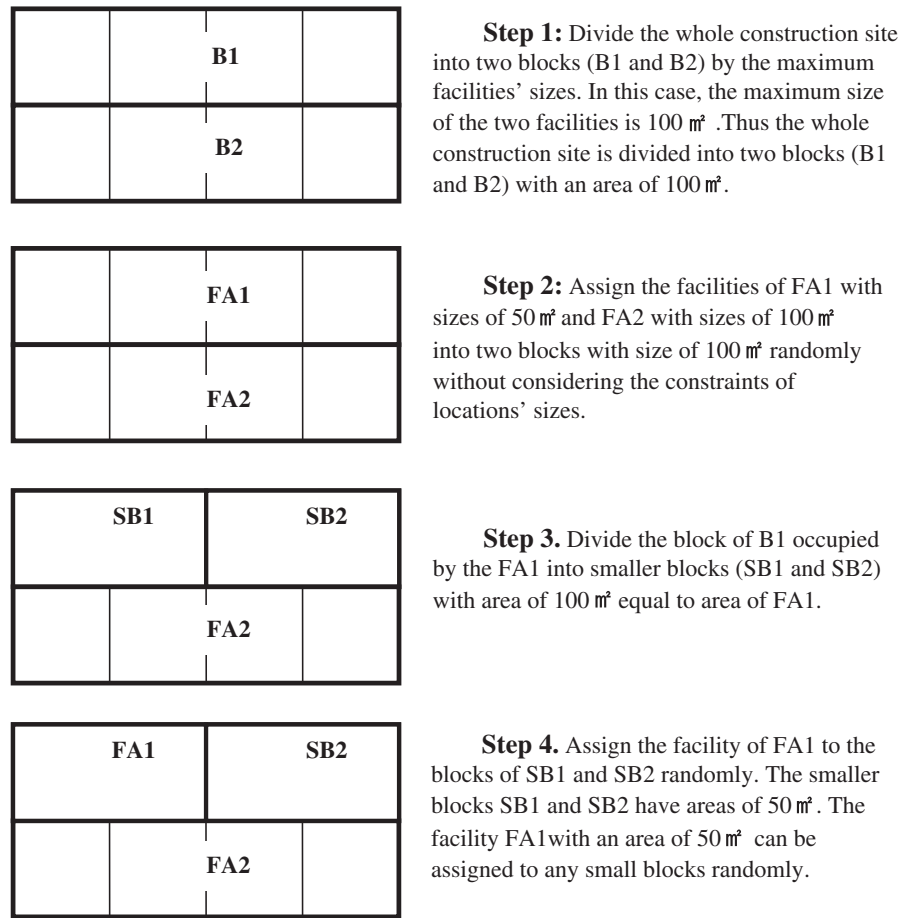 B1
B2
Step 1: Divide the whole construction site
into two blocks (B1 and B2) by the maximum
facilities’ sizes. In this case, the maximum size
of the two facilities is 100 ㎡ .Thus the whole
construction site is divided into two blocks (B1
and B2) with an area of 100 ㎡.
FA1
FA2
Step 2: Assign the facilities of FA1 with
sizes of 50 ㎡ and FA2 with sizes of 100 ㎡
into two blocks with size of 100 ㎡ randomly
without considering the constraints of
locations’ sizes.
SB1 SB2
FA2
Step 3. Divide the block of B1 occupied
by the FA1 into smaller blocks (SB1 and SB2)
with area of 100 ㎡ equal to area of FA1.
FA1 SB2
FA2
Step 4. Assign the facility of FA1 to the
blocks of SB1 and SB2 randomly. The smaller
blocks SB1 and SB2 have areas of 50 ㎡. The
facility FA1with an area of 50 ㎡ can be
assigned to any small blocks randomly.